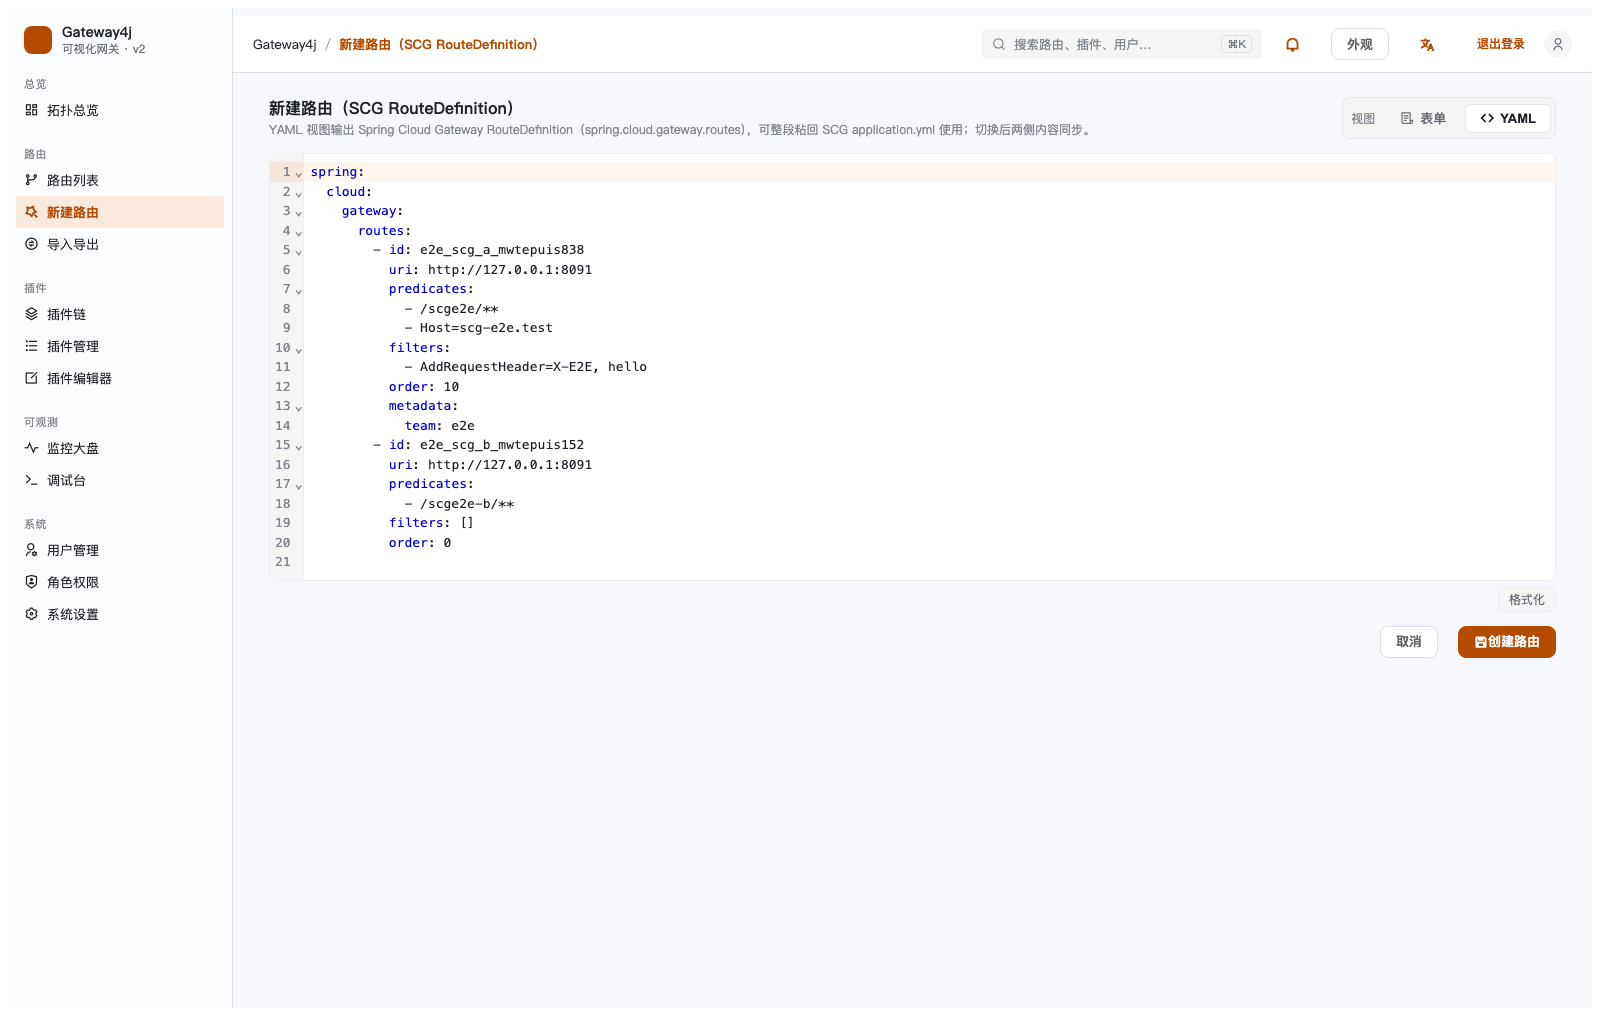 Gateway4j
可视化网关 · v2
总览
拓扑总览
路由
路由列表
新建路由
导入导出
插件
插件链
插件管理
插件编辑器
可观测
监控大盘
调试台
系统
用户管理
角色权限
系统设置
Gateway4j / 新建路由（SCG RouteDefinition）
搜索路由、插件、用户... ⌘K
外观
退出登录
新建路由（SCG RouteDefinition）
YAML 视图输出 Spring Cloud Gateway RouteDefinition（spring.cloud.gateway.routes），可整段粘回 SCG application.yml 使用；切换后两侧内容同步。
视图 表单 YAML
1 spring:
2   cloud:
3     gateway:
4       routes:
5         - id: e2e_scg_a_mwtepuis838
6           uri: http://127.0.0.1:8091
7           predicates:
8             - /scge2e/**
9             - Host=scg-e2e.test
10           filters:
11             - AddRequestHeader=X-E2E, hello
12           order: 10
13           metadata:
14             team: e2e
15         - id: e2e_scg_b_mwtepuis152
16           uri: http://127.0.0.1:8091
17           predicates:
18             - /scge2e-b/**
19           filters: []
20           order: 0
21
格式化
取消
创建路由